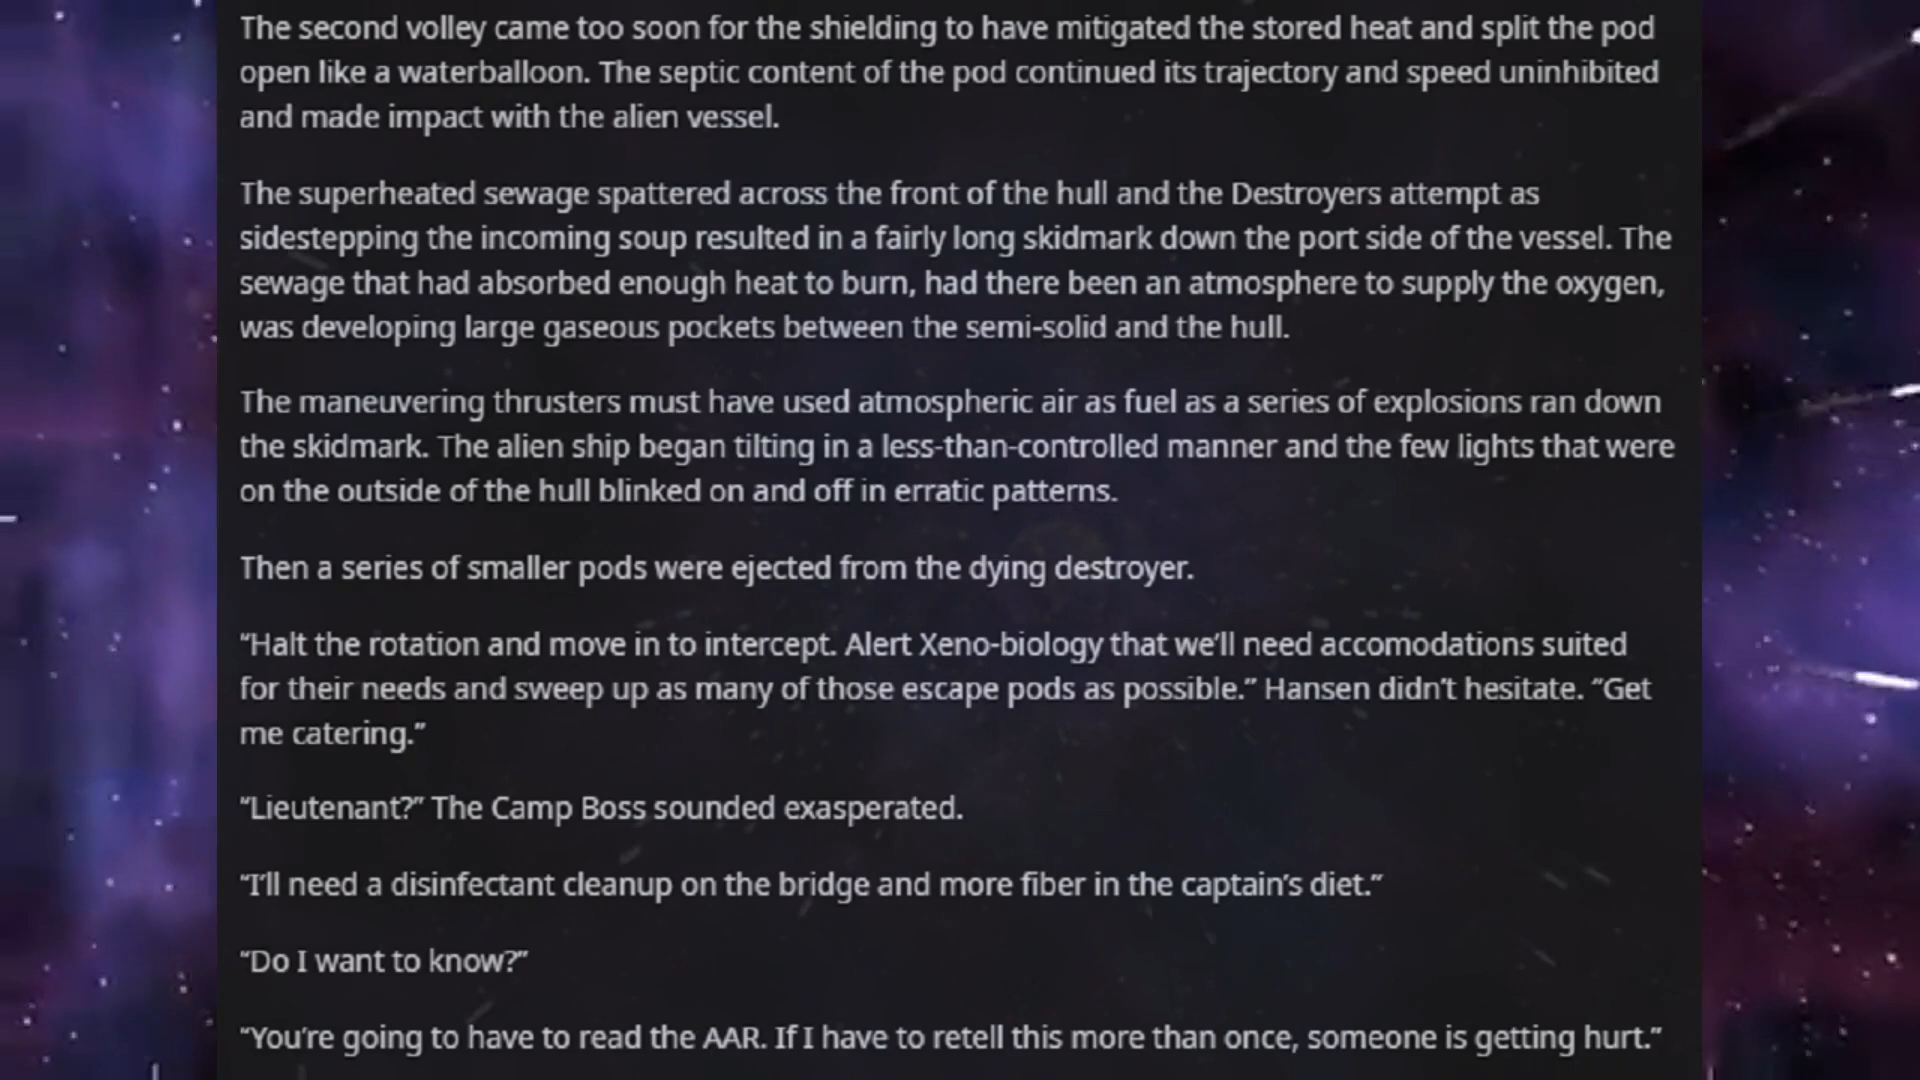 The second volley came too soon for the shielding to have mitigated the stored heat and split the pod
open like a waterballoon. The septic content of the pod continued its trajectory and speed uninhibited
and made impact with the alien vessel.
The superheated sewage spattered across the front of the hull and the Destroyers attempt as
sidestepping the incoming soup resulted in a fairly long skidmark down the port side of the vessel. The
sewage that had absorbed enough heat to burn, had there been an atmosphere to supply the oxygen,
was developing large gaseous pockets between the semi-solid and the hull.
The maneuvering thrusters must have used atmospheric air as fuel as a series of explosions ran down
the skidmark. The alien ship began tilting in a less-than-controlled manner and the few lights that were
on the outside of the hull blinked on and off in erratic patterns.
Then a series of smaller pods were ejected from the dying destroyer.
“Halt the rotation and move in to intercept. Alert Xeno-biology that we’ll need accomodations suited
for their needs and sweep up as many of those escape pods as possible.” Hansen didn’t hesitate. “Get
me catering.”
“Lieutenant?” The Camp Boss sounded exasperated.
“I’ll need a disinfectant cleanup on the bridge and more fiber in the captain’s diet.”
“Do I want to know?”
“You’re going to have to read the AAR. If I have to retell this more than once, someone is getting hurt.”